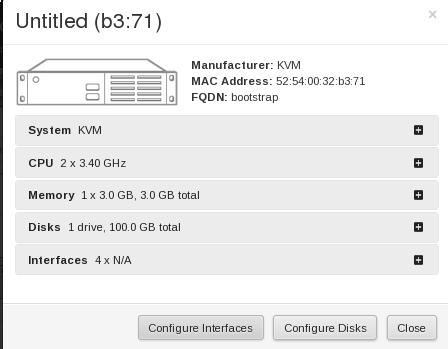 Untitled (b3:71)
×
Manufacturer: KVM
MAC Address: 52:54:00:32:b3:71
FQDN: bootstrap
System KVM
CPU 2 x 3.40 GHz
Memory 1 x 3.0 GB, 3.0 GB total
Disks 1 drive, 100.0 GB total
Interfaces 4 x N/A
Configure Interfaces
Configure Disks
Close